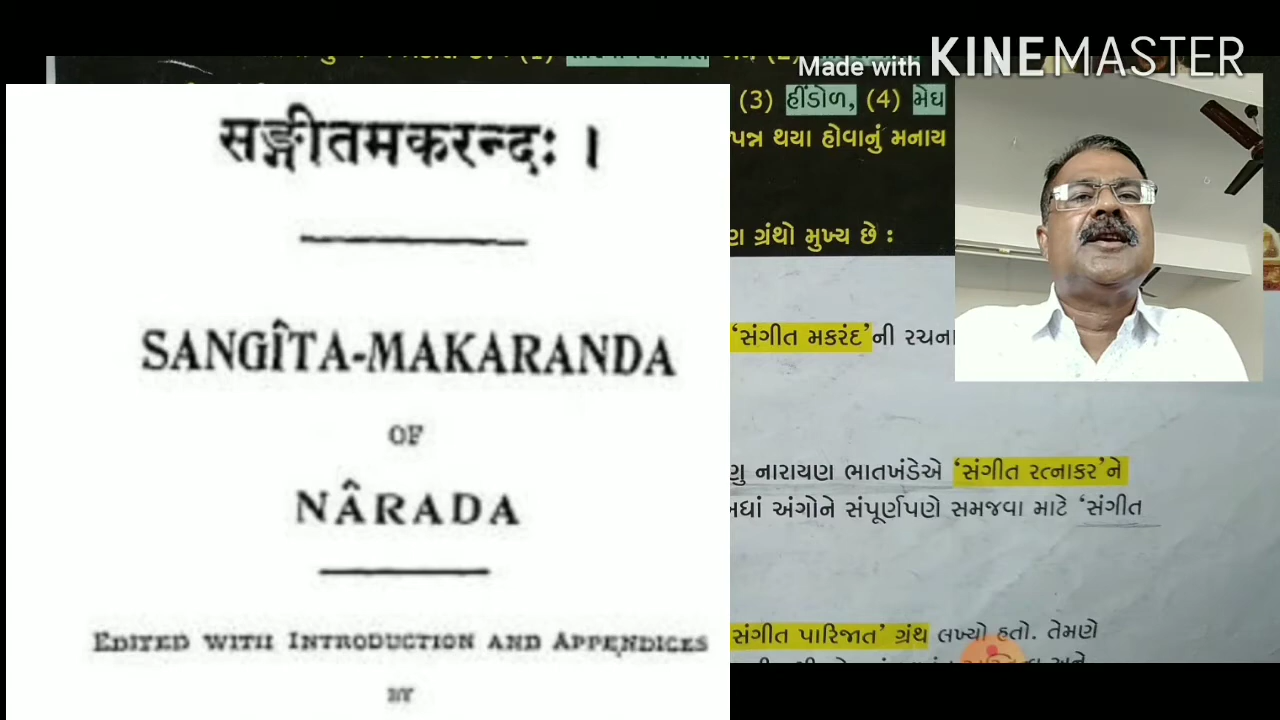 Made with KINEMASTER
(3) હીંડોળ, (4) મેઘ
પન્ન થયા હોવાનું મનાય
ગ્રંથો મુખ્ય છે :
‘સંગીત મકરંદ’ની રચના
નારાયણ ભાતખંડેએ ‘સંગીત રત્નાકર’ને
અંગોને સંપૂર્ણપણે સમજવા માટે ‘સંગીત
સંગીત પારિજાત’ ગ્રંથ લખ્યો હતો. તેમણે
सङ्गीतमकरन्दः ।
SANGÎTA-MAKARANDA
OF
NÂRADA
EDITED WITH INTRODUCTION AND APPENDICES
BY